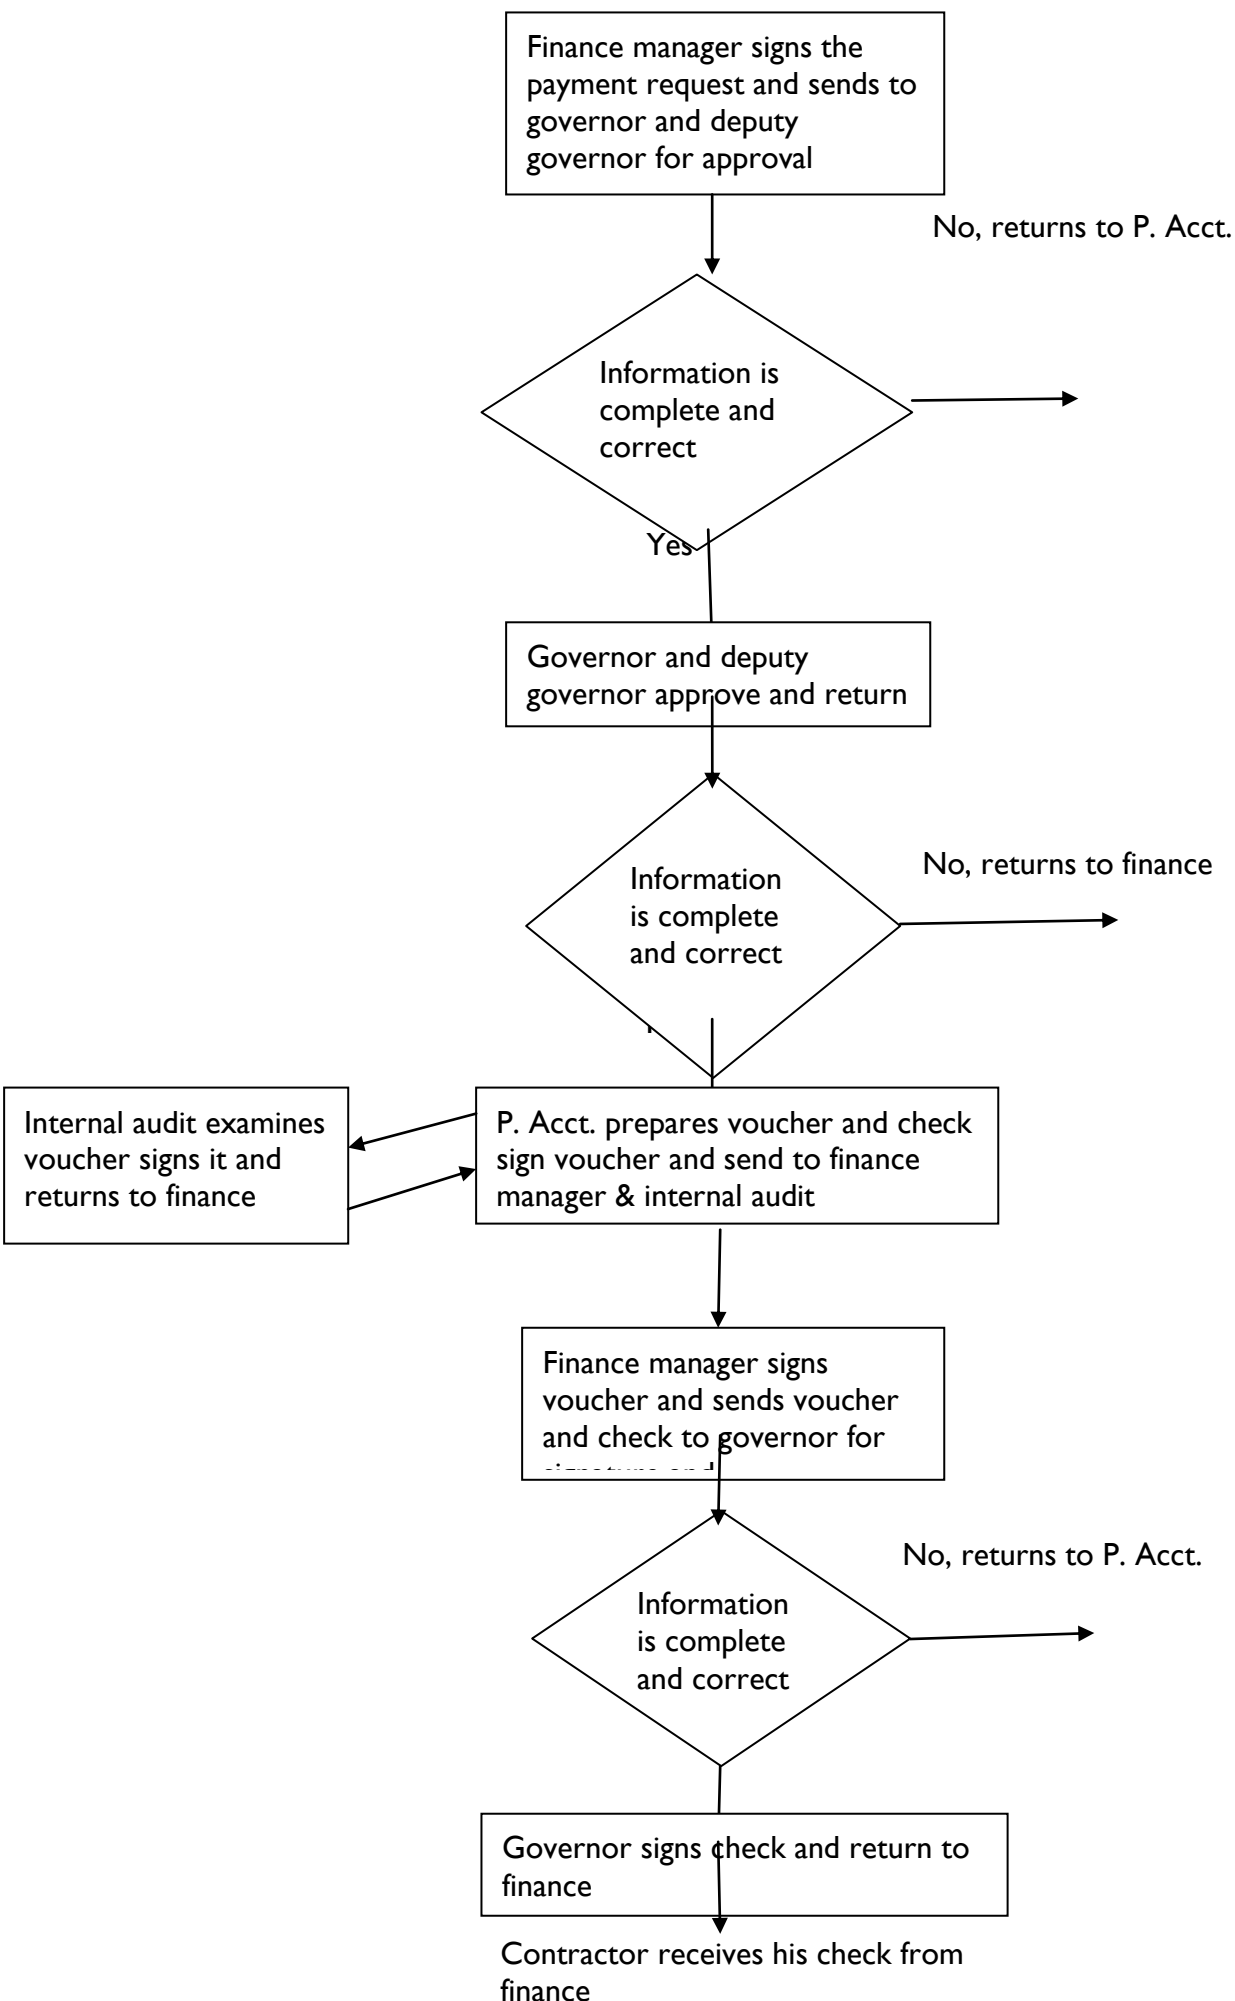 Finance manager signs the
payment request and sends to
governor and deputy
governor for approval
No, returns to P. Acct.
Information is
complete and
correct
Yes
Governor and deputy
governor approve and return
Information
is complete
and correct
No, returns to finance
Internal audit examines
voucher signs it and
returns to finance
P. Acct. prepares voucher and check
sign voucher and send to finance
manager & internal audit
Finance manager signs
voucher and sends voucher
and check to governor for
No, returns to P. Acct.
Information
is complete
and correct
Governor signs check and return to
finance
Contractor receives his check from
finance